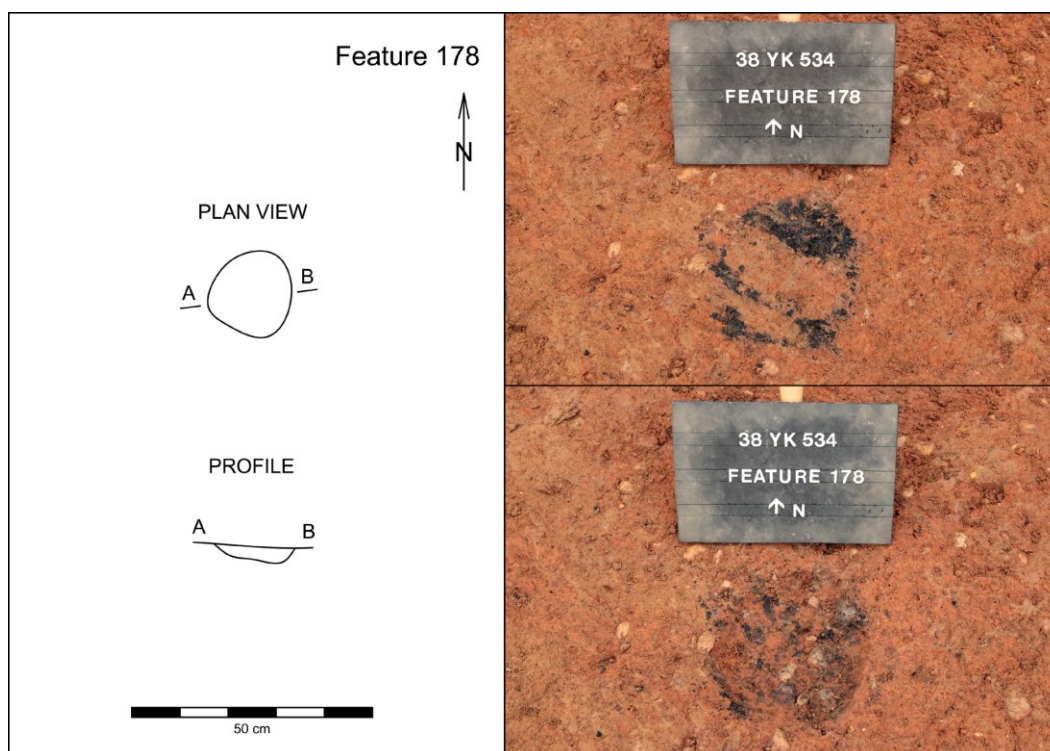 Feature 178
N
PLAN VIEW
A
B
PROFILE
A
B
50 cm
38 YK 534
FEATURE 178
↑ N
38 YK 534
FEATURE 178
↑ N